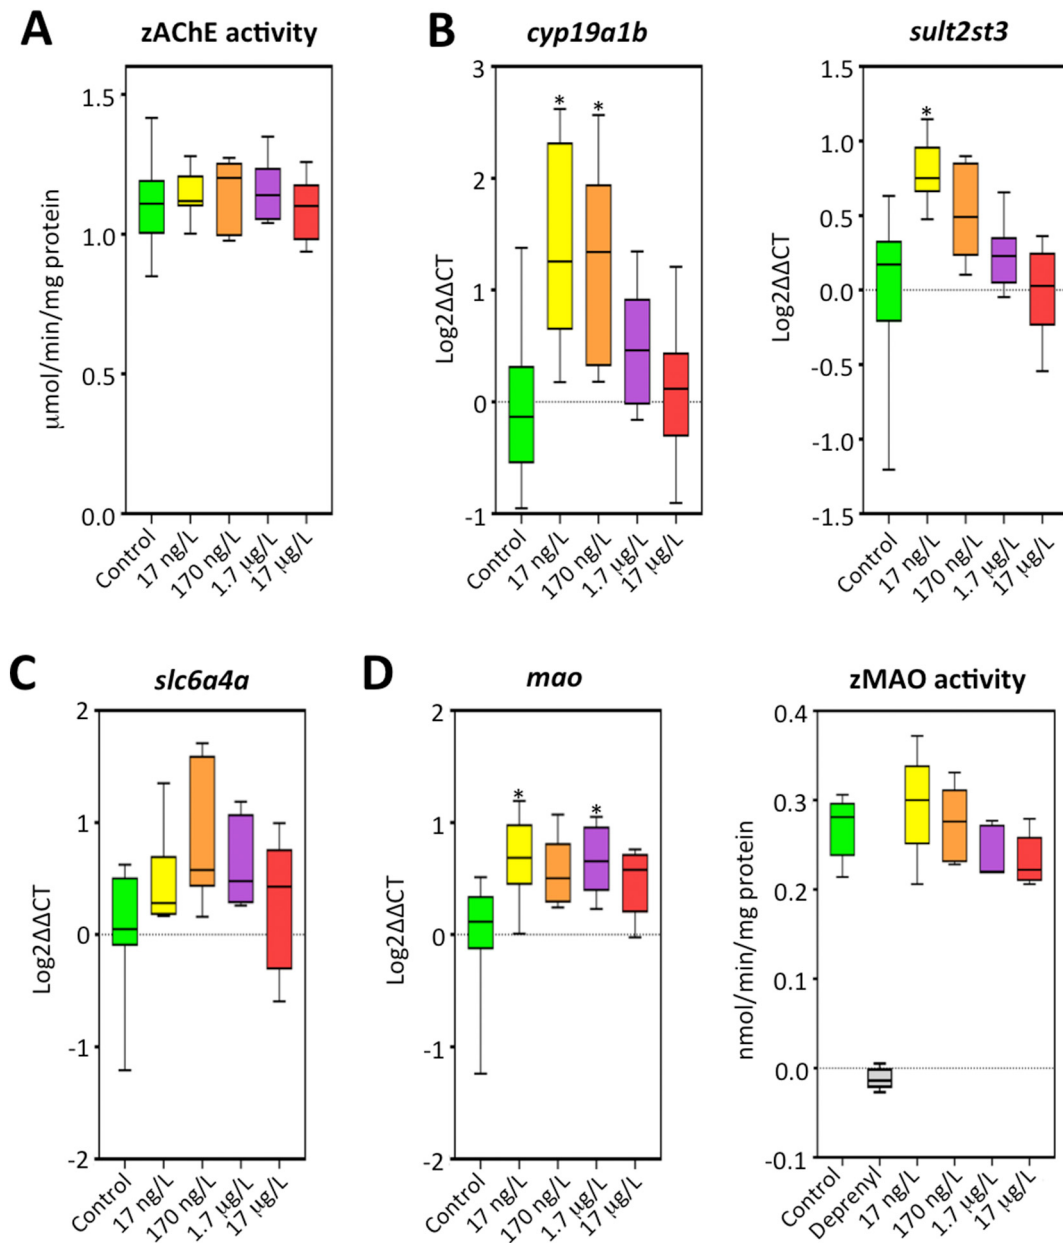 A
zAChE activity
1.5
1.0
0.5
0.0
μmol/min/mg protein
Control
17 ng/L
170 ng/L
1.7 μg/L
17 μg/L
B
cyp19a1b
3
2
1
0
-1
Log2ΔΔCT
*
*
Control
17 ng/L
170 ng/L
1.7 μg/L
17 μg/L
sult2st3
1.5
1.0
0.5
0.0
-0.5
-1.0
-1.5
Log2ΔΔCT
*
Control
17 ng/L
170 ng/L
1.7 μg/L
17 μg/L
C
slc6a4a
2
1
0
-1
-2
Log2ΔΔCT
Control
17 ng/L
170 ng/L
1.7 μg/L
17 μg/L
D
mao
2
1
0
-1
-2
Log2ΔΔCT
*
*
Control
17 ng/L
170 ng/L
1.7 μg/L
17 μg/L
zMAO activity
0.4
0.3
0.2
0.1
0.0
-0.1
nmol/min/mg protein
Control
Deprenyl
17 ng/L
170 ng/L
1.7 μg/L
17 μg/L